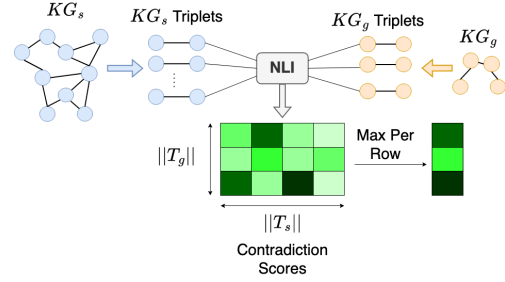 KG_s
KG_s Triplets
KG_g Triplets
KG_g
NLI
||T_g||
Max Per
Row
||T_s||
Contradiction
Scores